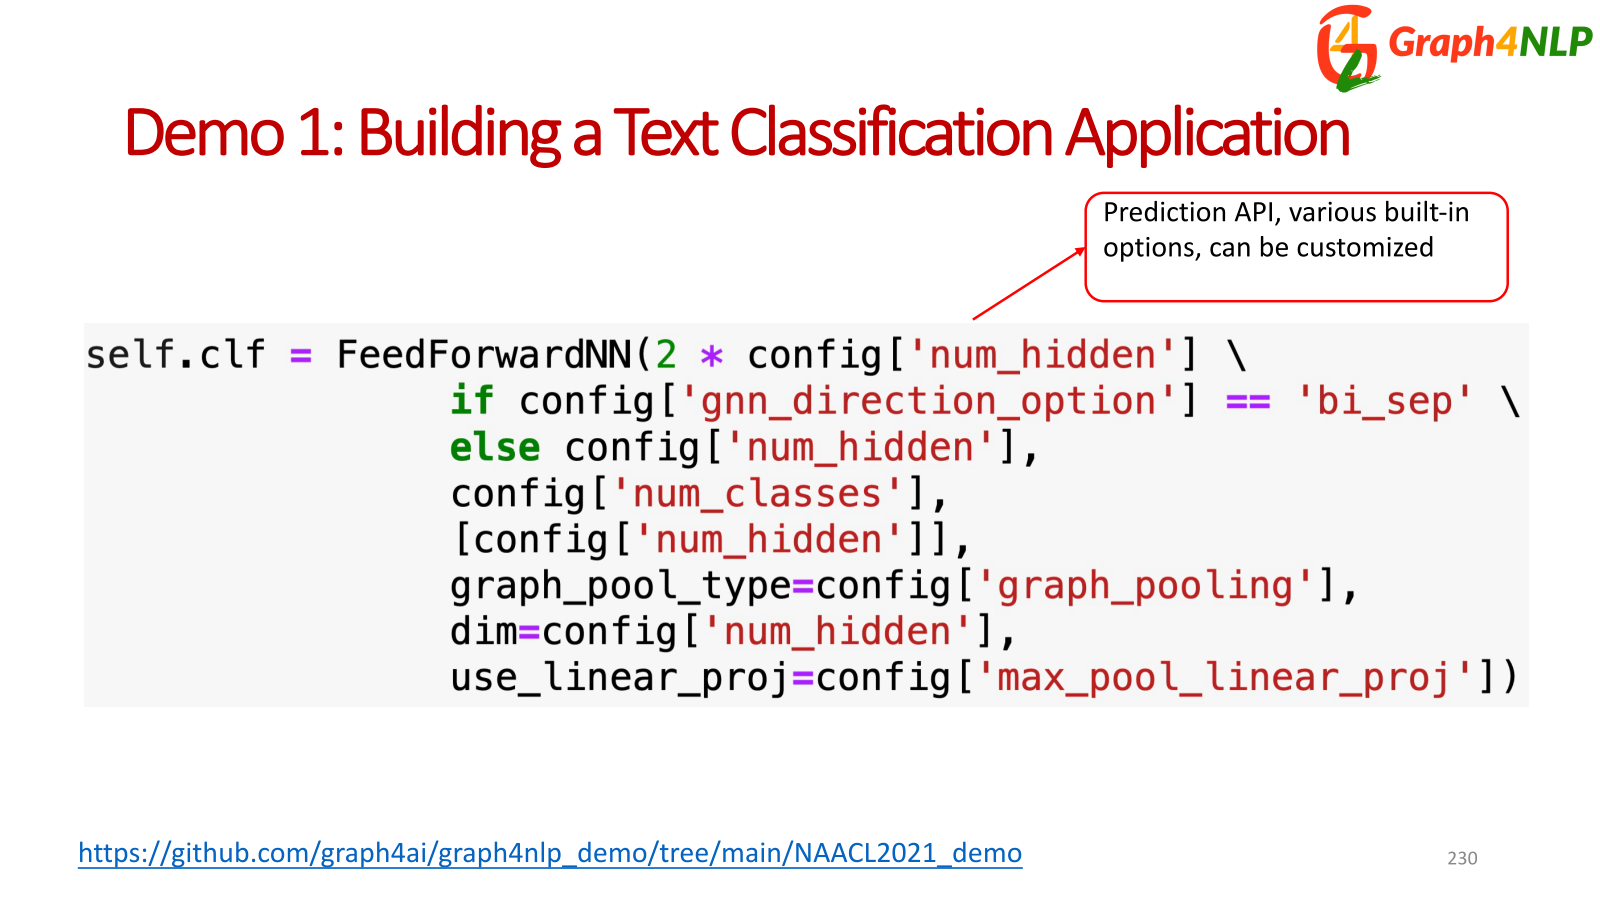 Graph4NLP
Demo 1: Building a Text Classification Application
Prediction API, various built-in
options, can be customized
self.clf = FeedForwardNN(2 * config['num_hidden'] \
if config['gnn_direction_option'] == 'bi_sep' \
else config['num_hidden'],
config['num_classes'],
[config['num_hidden']],
graph_pool_type=config['graph_pooling'],
dim=config['num_hidden'],
use_linear_proj=config['max_pool_linear_proj'])
https://github.com/graph4ai/graph4nlp_demo/tree/main/NAACL2021_demo
230